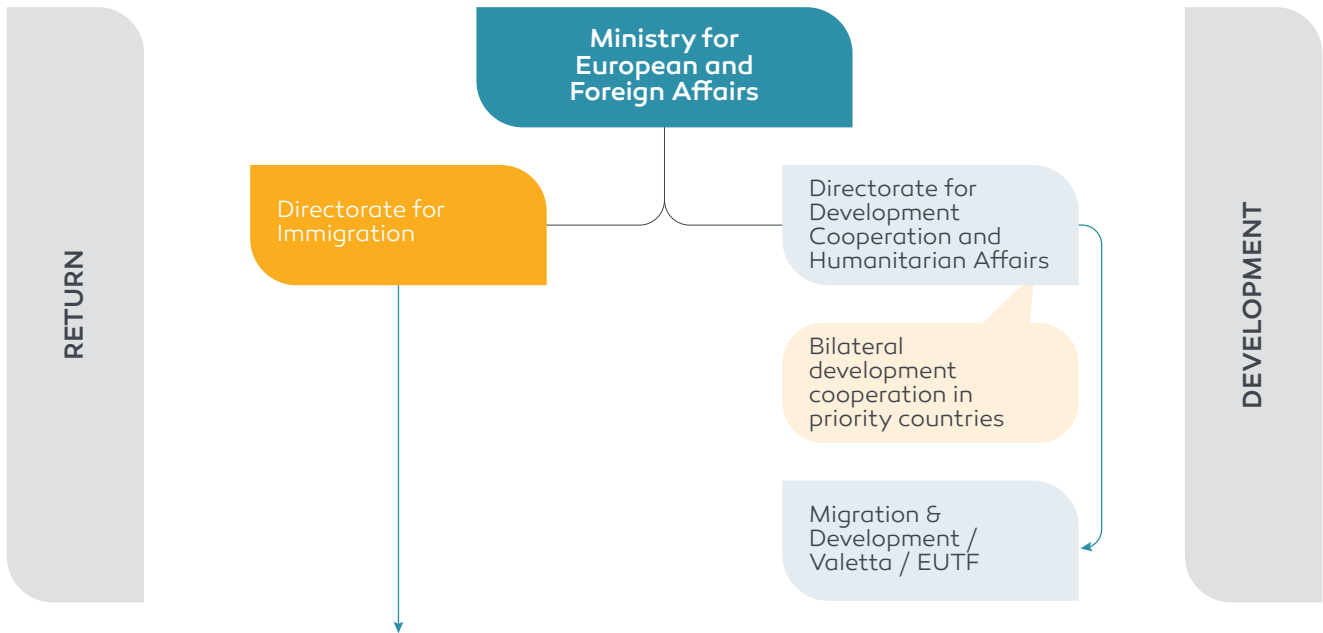 Ministry for
European and
Foreign Affairs
RETURN
Directorate for
Immigration
Directorate for
Development
Cooperation and
Humanitarian Affairs
Bilateral
development
cooperation in
priority countries
Migration &
Development /
Valetta / EUTF
DEVELOPMENT